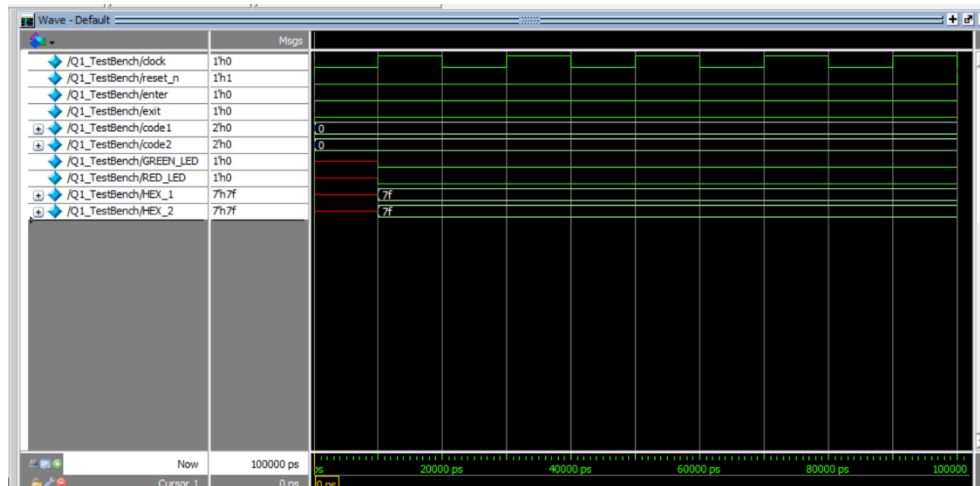 Wave - Default
Msgs
/Q1_TestBench/clock 1'h0
/Q1_TestBench/reset_n 1'h1
/Q1_TestBench/enter 1'h0
/Q1_TestBench/exit 1'h0
/Q1_TestBench/code1 2'h0 0
/Q1_TestBench/code2 2'h0 0
/Q1_TestBench/GREEN_LED 1'h0
/Q1_TestBench/RED_LED 1'h0
/Q1_TestBench/HEX_1 7'h7f 7f
/Q1_TestBench/HEX_2 7'h7f 7f
Now 100000 ps ps 20000 ps 40000 ps 60000 ps 80000 ps 100000
Cursor 1 0 ps 0 ps